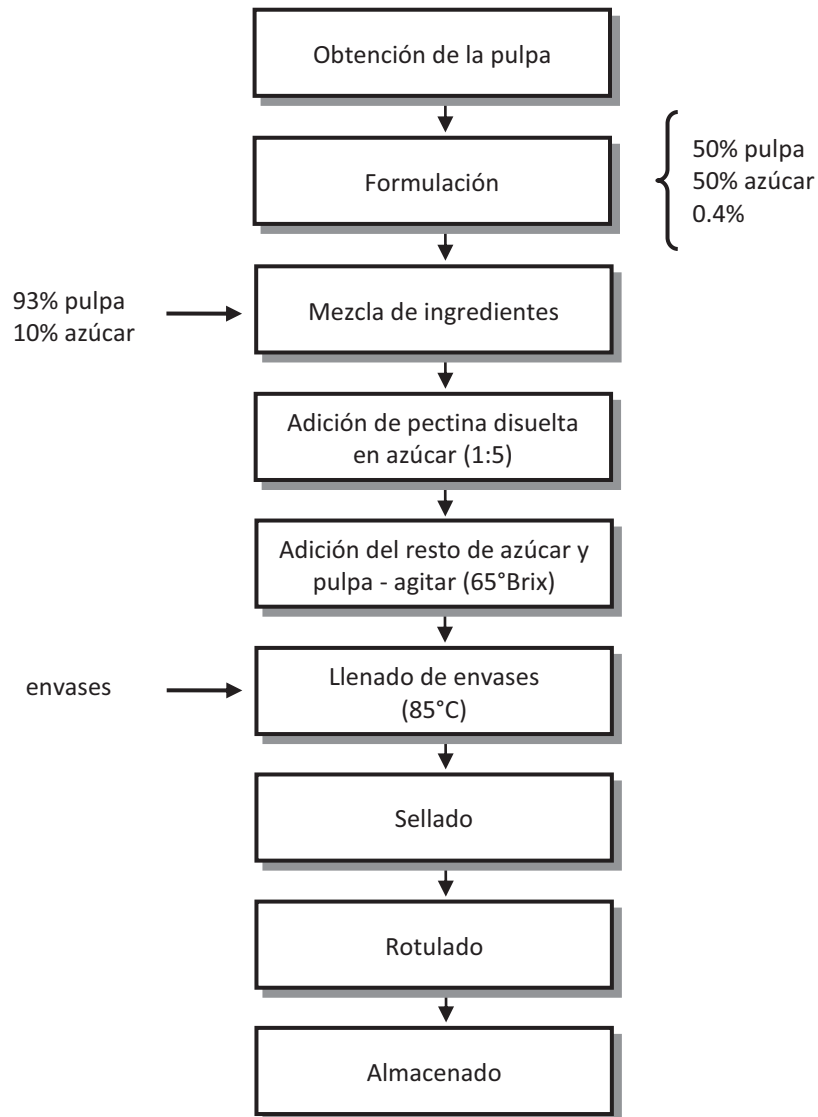 Obtención de la pulpa
Formulación
50% pulpa
50% azúcar
0.4%
93% pulpa
10% azúcar
Mezcla de ingredientes
Adición de pectina disuelta
en azúcar (1:5)
Adición del resto de azúcar y
pulpa - agitar (65°Brix)
envases
Llenado de envases
(85°C)
Sellado
Rotulado
Almacenado